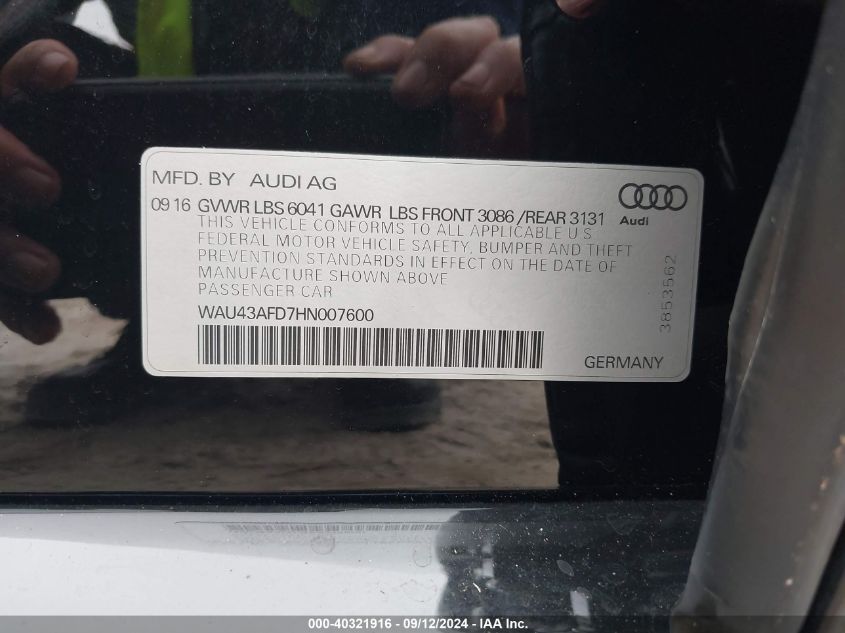 MFD. BY AUDI AG
09 16 GVWR LBS 6041 GAWR LBS FRONT 3086 /REAR 3131
THIS VEHICLE CONFORMS TO ALL APPLICABLE U S
FEDERAL MOTOR VEHICLE SAFETY, BUMPER AND THEFT
PREVENTION STANDARDS IN EFFECT ON THE DATE OF
MANUFACTURE SHOWN ABOVE
PASSENGER CAR
WAU43AFD7HN007600
Audi
3853562
GERMANY
000-40321916 - 09/12/2024 - IAA Inc.